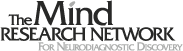 The Mind
RESEARCH NETWORK
FOR NEURODIAGNOSTIC DISCOVERY